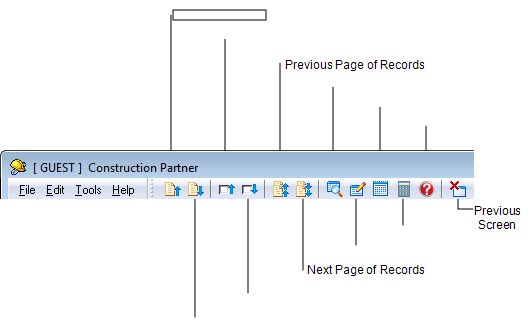 Previous Page of Records
[ GUEST ] Construction Partner
File Edit Tools Help
Previous
Screen
Next Page of Records